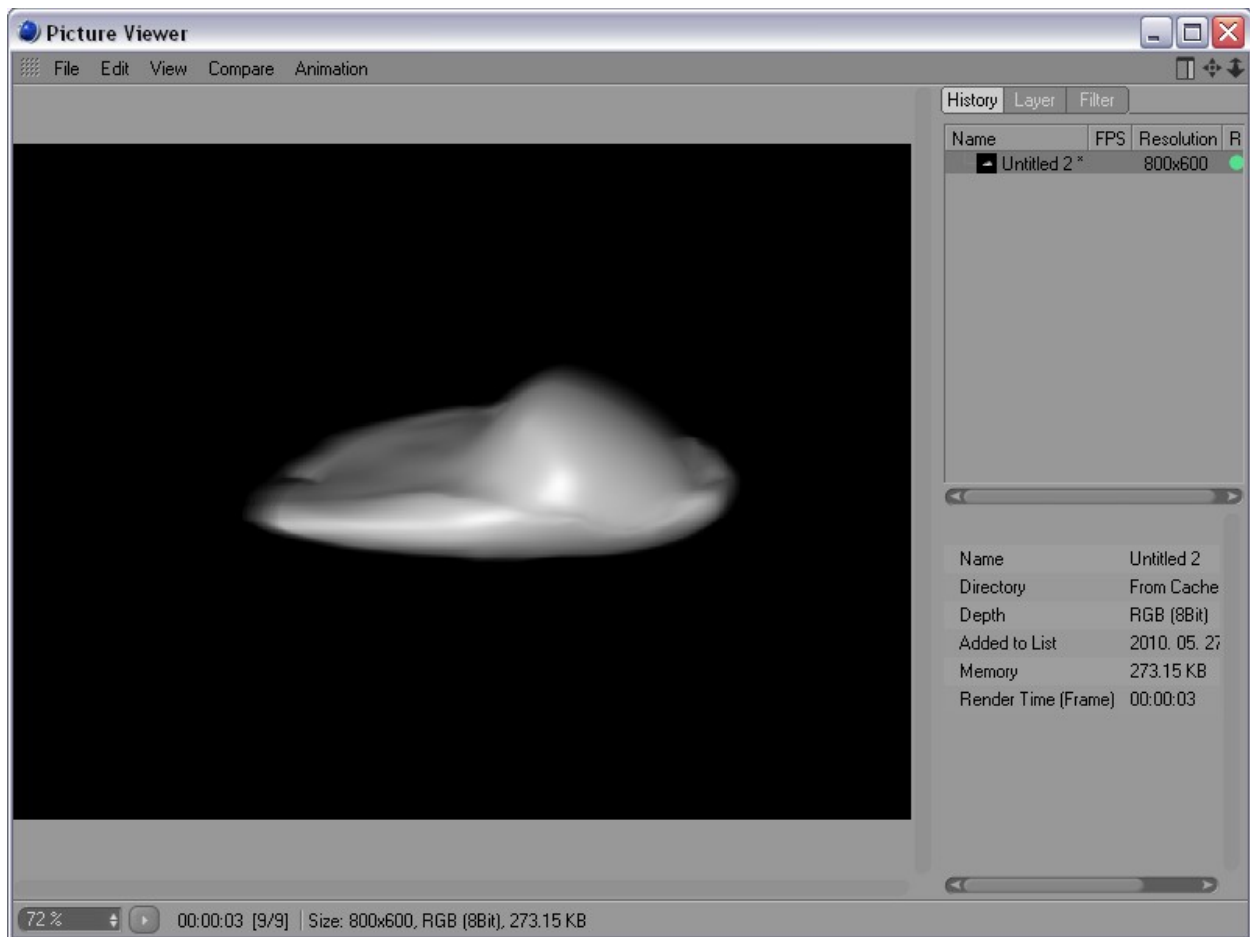 Picture Viewer
File Edit View Compare Animation
History Layer Filter
Name FPS Resolution R
Untitled 2 * 800x600
Name Untitled 2
Directory From Cache
Depth RGB (8Bit)
Added to List 2010. 05. 27
Memory 273.15 KB
Render Time (Frame) 00:00:03
72 % 00:00:03 [9/9] Size: 800x600, RGB (8Bit), 273.15 KB